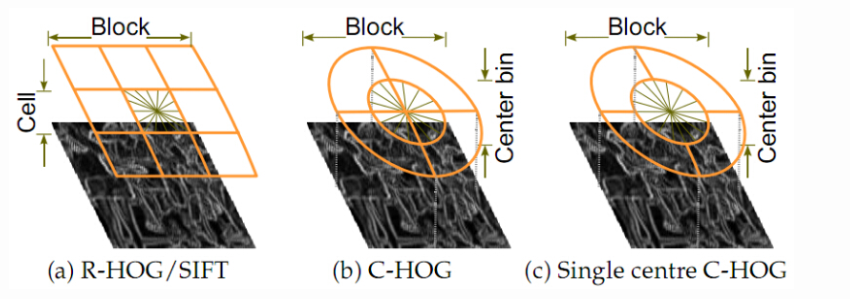 Block
Block
Block
Cell
Center bin
Center bin
(a) R-HOG/SIFT
(b) C-HOG
(c) Single centre C-HOG